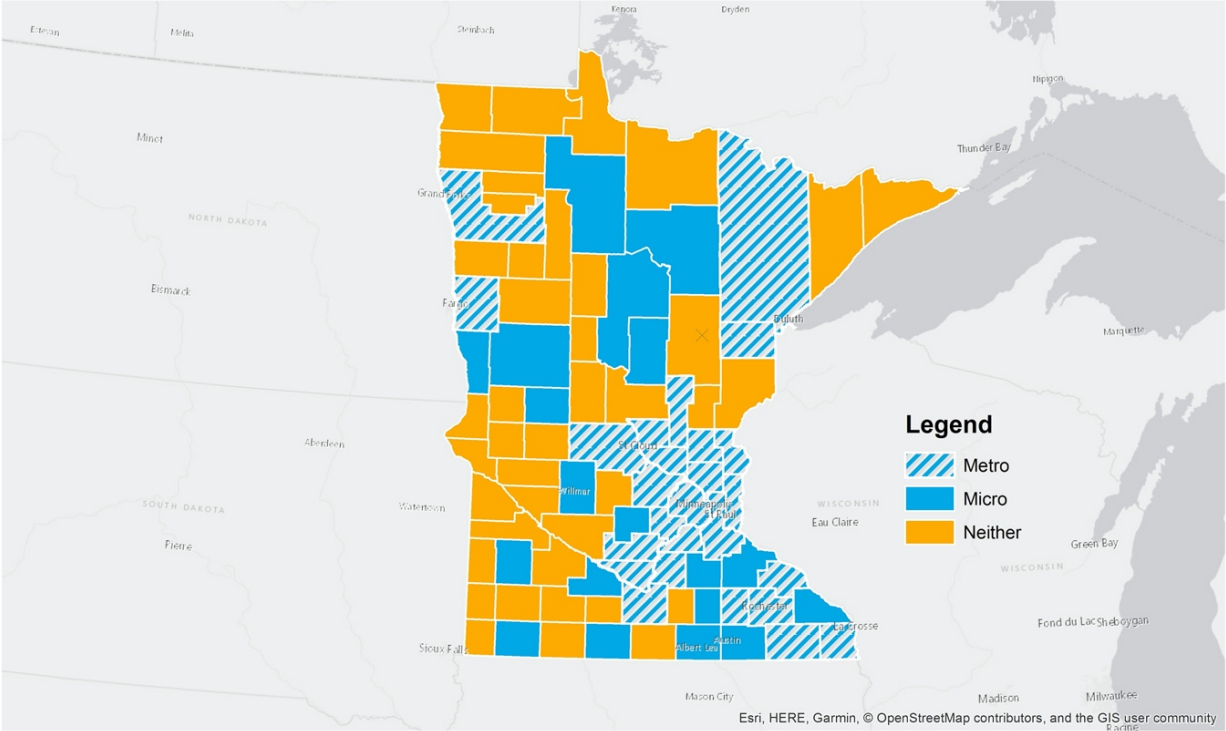 Kenora
Dryden
Estevan
Melita
Steinbach
Nipigon
Minot
Thunder Bay
Grand Forks
NORTH DAKOTA
Bismarck
Fargo
Duluth
Marquette
Legend
Aberdeen
St Cloud
Metro
Willmar
Micro
SOUTH DAKOTA
Watertown
Minneapolis
St Paul
WISCONSIN
Eau Claire
Neither
Pierre
Green Bay
WISCONSIN
Rochester
La Crosse
Fond du Lac
Sheboygan
Sioux Falls
Austin
Albert Lea
Mason City
Madison
Milwaukee
Esri, HERE, Garmin, © OpenStreetMap contributors, and the GIS user community
Racine